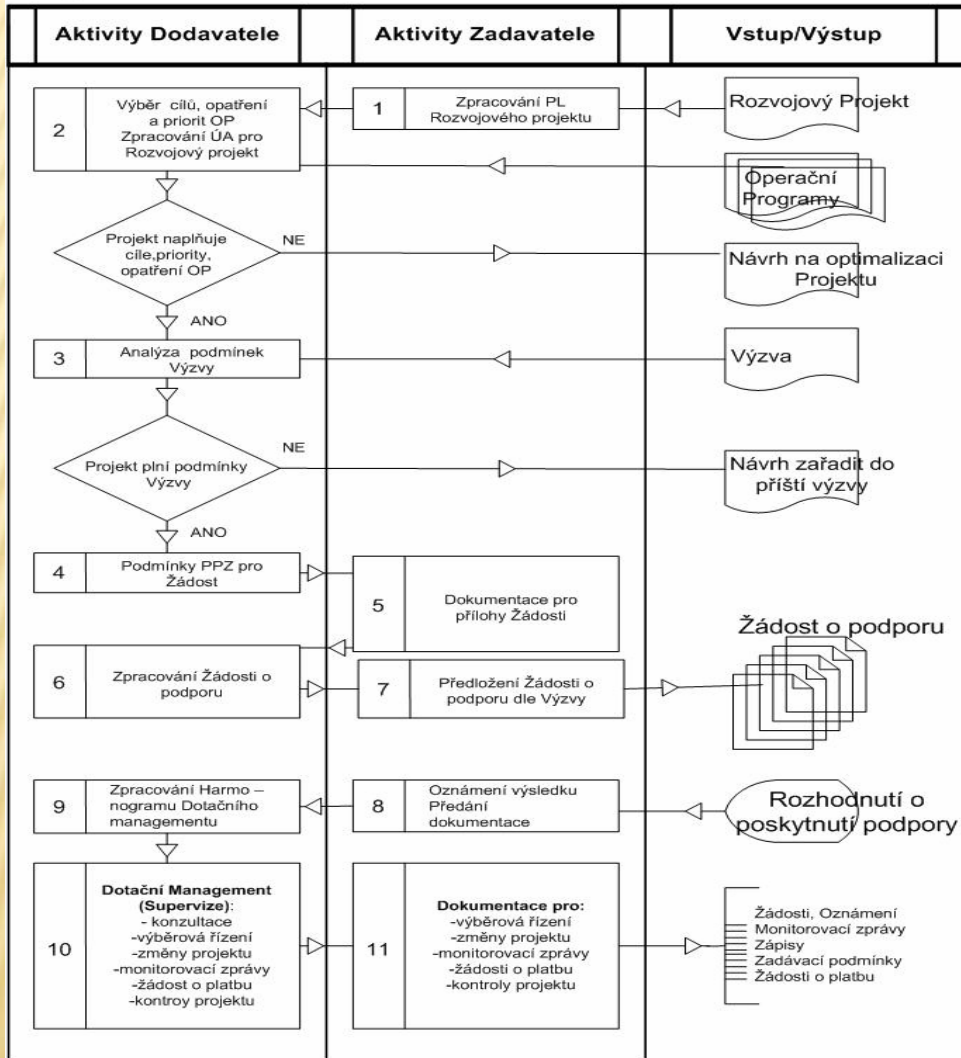 Aktivity Dodavatele
Aktivity Zadavatele
Vstup/Výstup
2
Výběr cílů, opatření
a priorit OP
Zpracování ÚA pro
Rozvojový projekt
1
Zpracování PL
Rozvojového projektu
Rozvojový Projekt
Operační
Programy
Projekt naplňuje
cíle,priority,
opatření OP
NE
Návrh na optimalizaci
Projektu
ANO
3
Analýza podmínek
Výzvy
Výzva
Projekt plní podmínky
Výzvy
NE
Návrh zařadit do
příští výzvy
ANO
4
Podmínky PPZ pro
Žádost
5
Dokumentace pro
přílohy Žádosti
6
Zpracování Žádosti o
podporu
7
Předložení Žádosti o
podporu dle Výzvy
Žádost o podporu
9
Zpracování Harmo –
nogramu Dotačního
managementu
8
Oznámení výsledku
Předání
dokumentace
Rozhodnutí o
poskytnutí podpory
10
Dotační Management
(Supervize):
- konzultace
-výběrová řízení
-změny projektu
-monitorovací zprávy
-žádost o platbu
-kontroy projektu
11
Dokumentace pro:
-výběrová řízení
-změny projektu
-monitorovací zprávy
-žádosti o platbu
-kontroly projektu
Žádosti, Oznámení
Monitorovací zprávy
Zápisy
Zadávací podmínky
Žádosti o platbu